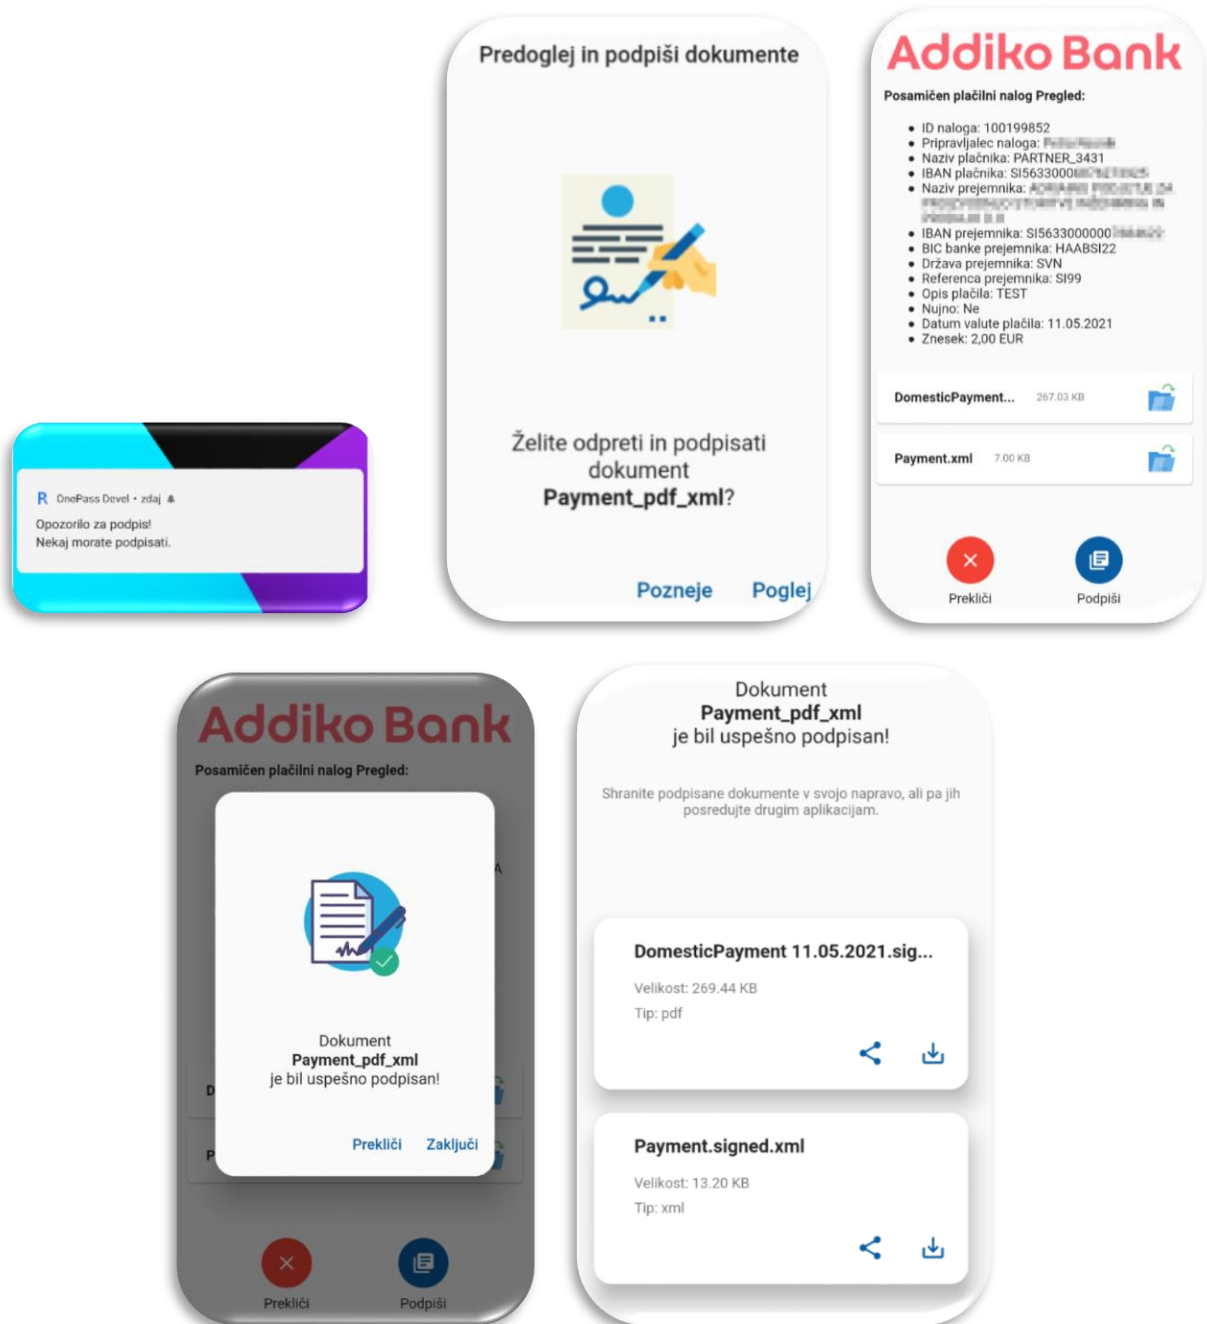 Predoglej in podpiši dokumente
Želite odpreti in podpisati
dokument
Payment_pdf_xml?
Pozneje Poglej
Addiko Bank
Posamičen plačilni nalog Pregled:
ID naloga: 100199852
Pripravljalec naloga:
Naziv plačnika: PARTNER_3431
IBAN plačnika: SI5633000
Naziv prejemnika:
IBAN prejemnika: SI5633000000
BIC banke prejemnika: HAABSI22
Država prejemnika: SVN
Referenca prejemnika: SI99
Opis plačila: TEST
Nujno: Ne
Datum valute plačila: 11.05.2021
Znesek: 2,00 EUR
DomesticPayment... 267.03 KB
Payment.xml 7.00 KB
Prekliči Podpiši
OnePass Devel • zdaj
Opozorilo za podpis!
Nekaj morate podpisati.
Addiko Bank
Posamičen plačilni nalog Pregled:
A
D
P
Dokument
Payment_pdf_xml
je bil uspešno podpisan!
Prekliči Zaključi
Prekliči Podpiši
Dokument
Payment_pdf_xml
je bil uspešno podpisan!
Shranite podpisane dokumente v svojo napravo, ali pa jih
posredujte drugim aplikacijam.
DomesticPayment 11.05.2021.sig...
Velikost: 269.44 KB
Tip: pdf
Payment.signed.xml
Velikost: 13.20 KB
Tip: xml